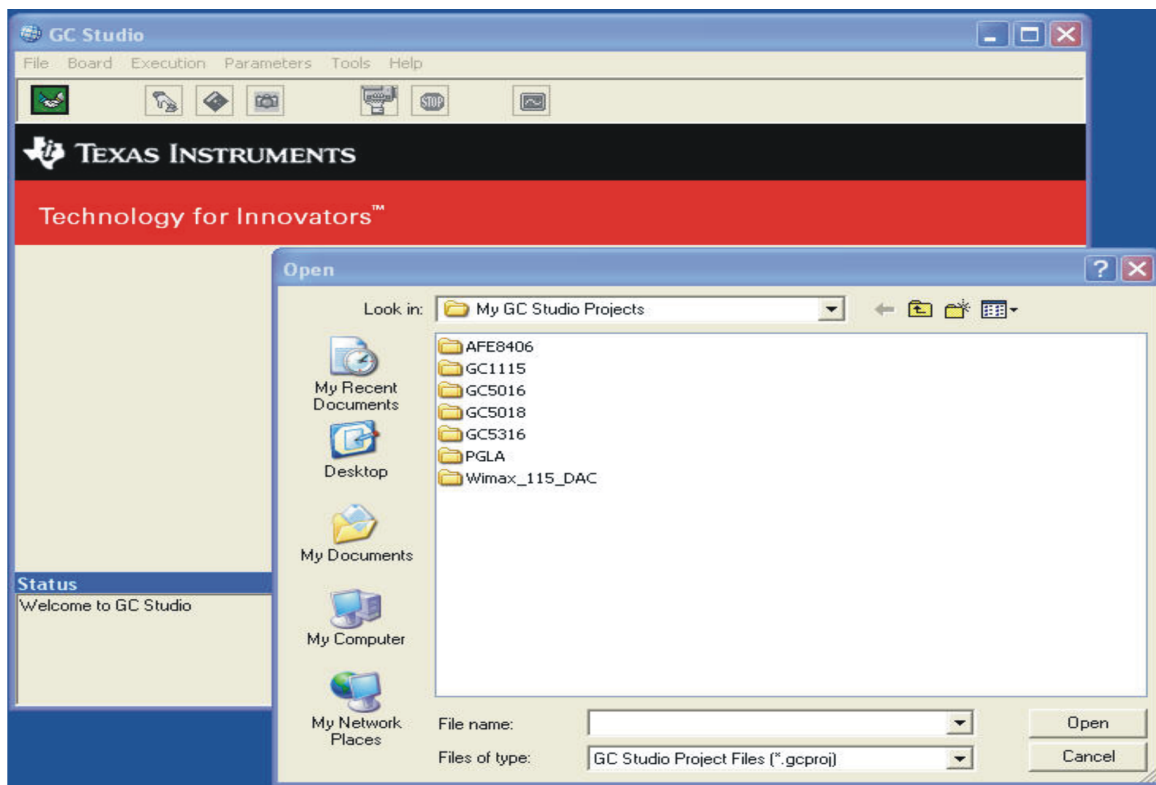 GC Studio
File Board Execution Parameters Tools Help
STOP
TEXAS INSTRUMENTS
Technology for Innovators™
Open
Look in: My GC Studio Projects
My Recent Documents
Desktop
My Documents
My Computer
My Network Places
AFE8406
GC1115
GC5016
GC5018
GC5316
PGLA
Wimax_115_DAC
File name:
Open
Files of type: GC Studio Project Files (*.gcproj)
Cancel
Status
Welcome to GC Studio